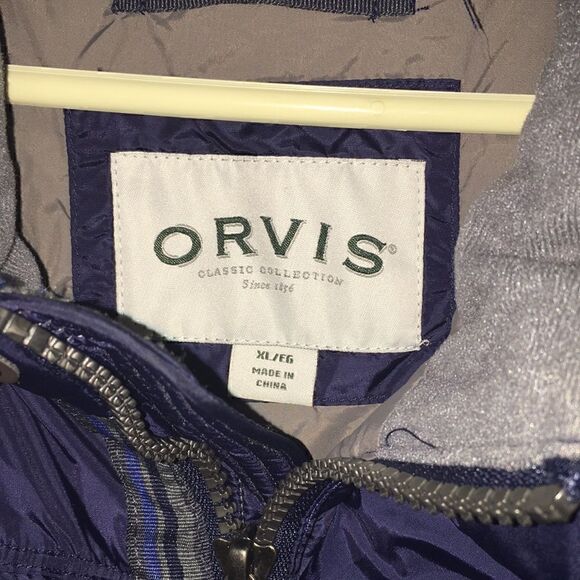 ORVIS®
CLASSIC COLLECTION
Since 1856
XL/EG
MADE IN
CHINA